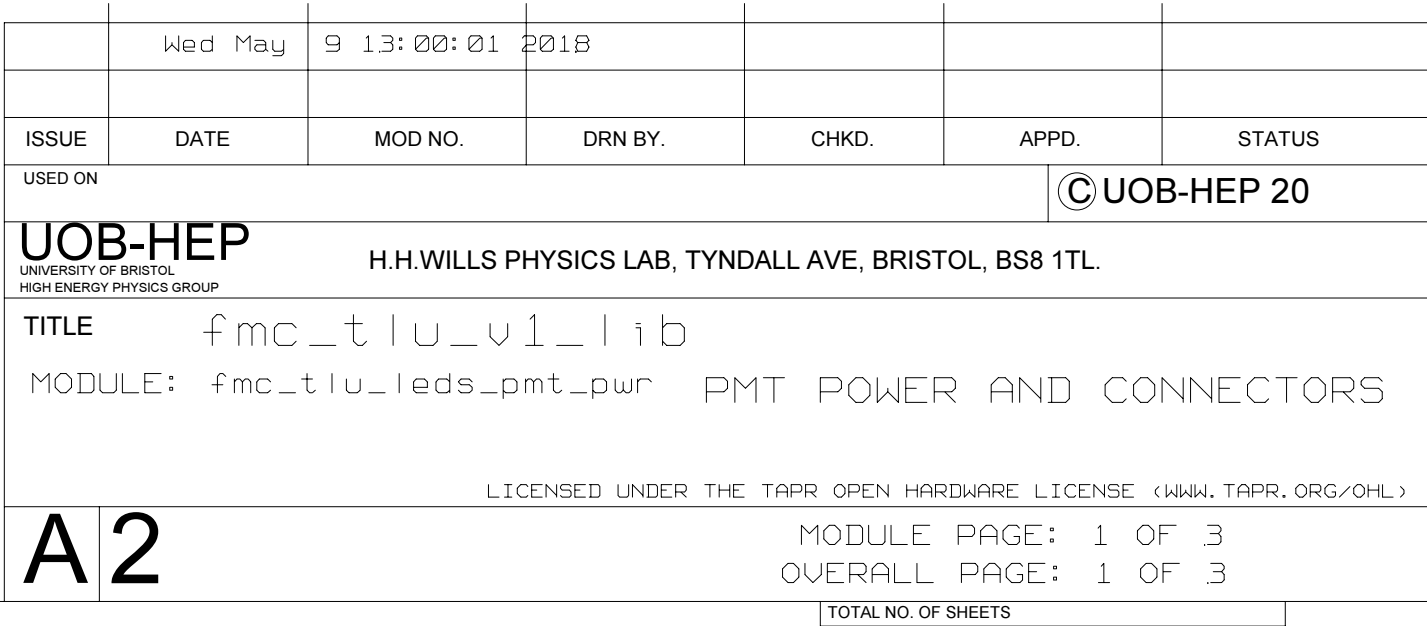 Wed May 9 13:00:01 2018
ISSUE DATE MOD NO. DRN BY. CHKD. APPD. STATUS
USED ON
© UOB-HEP 20
UOB-HEP
UNIVERSITY OF BRISTOL
HIGH ENERGY PHYSICS GROUP
H.H.WILLS PHYSICS LAB, TYNDALL AVE, BRISTOL, BS8 1TL.
TITLE fmc_tlu_v1_lib
MODULE: fmc_tlu_leds_pmt_pwr PMT POWER AND CONNECTORS
LICENSED UNDER THE TAPR OPEN HARDWARE LICENSE (WWW.TAPR.ORG/OHL)
A 2
MODULE PAGE: 1 OF 3
OVERALL PAGE: 1 OF 3
TOTAL NO. OF SHEETS